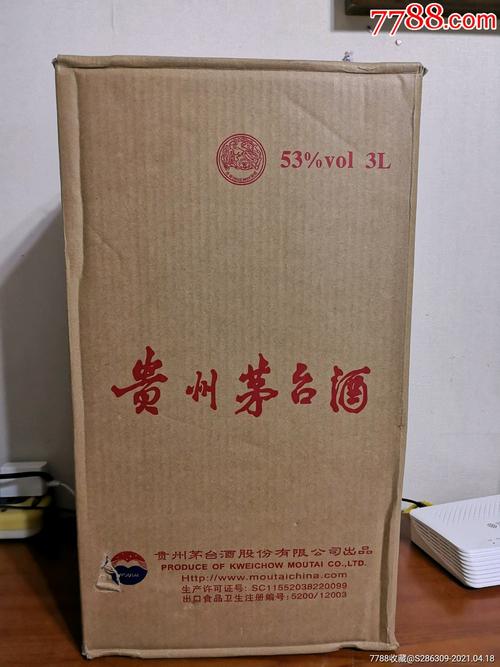 7788.com
53%vol 3L
贵州茅台酒
贵州茅台酒股份有限公司出品
PRODUCE OF KWEICHOW MOUTAI CO.,LTD.
Http://www.moutaichina.com
生产许可证号: SC11552038220099
出口食品卫生注册编号: 5200/12003
7788收藏@S286309-2021.04.18